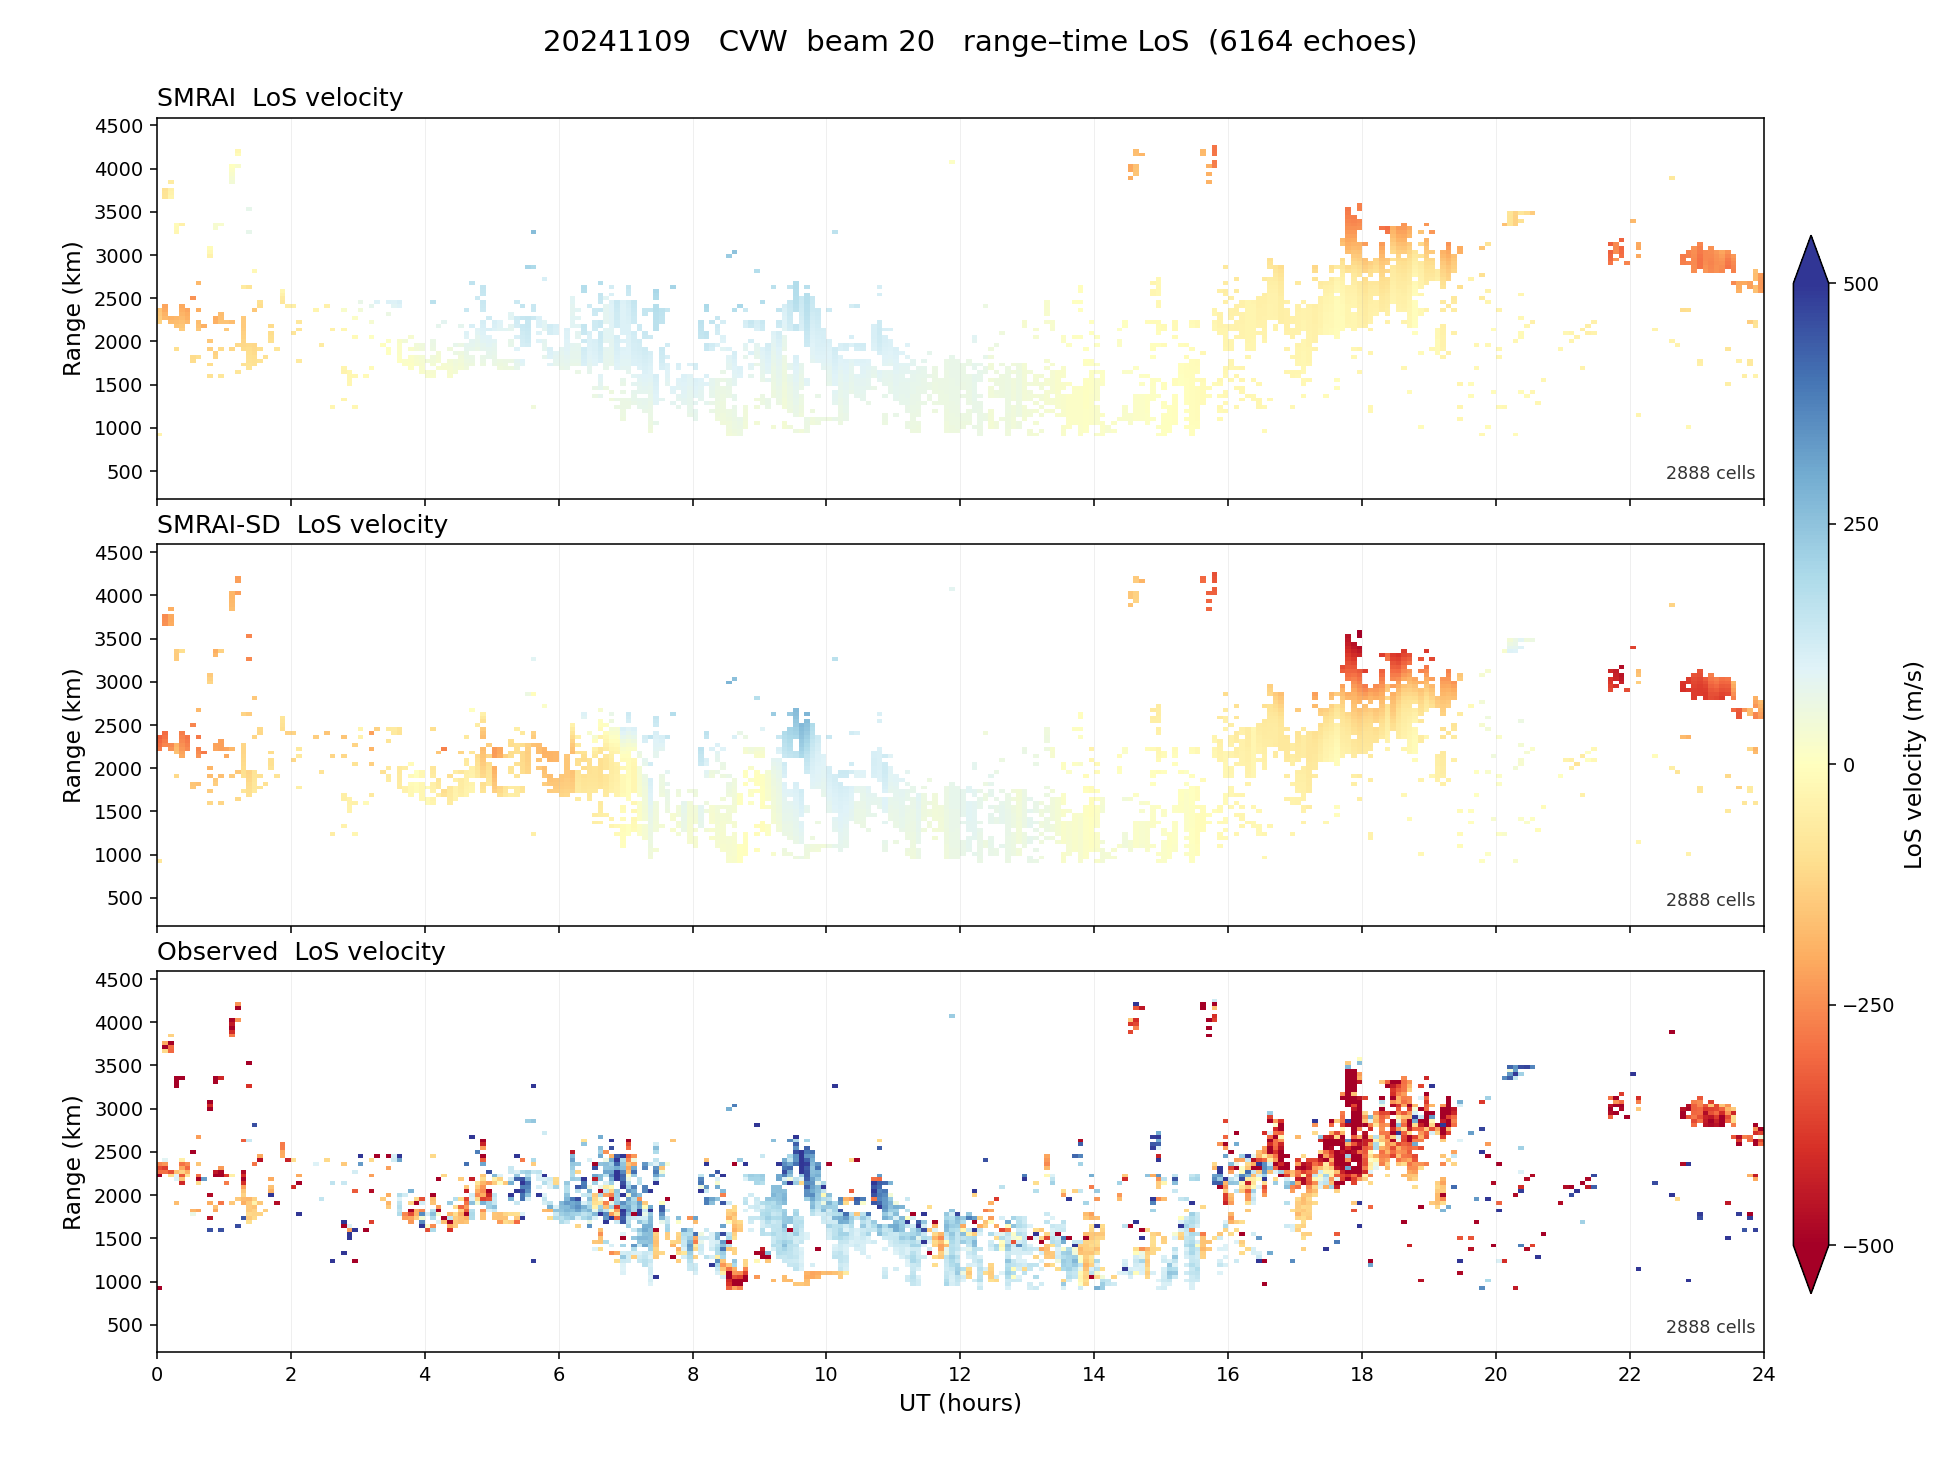 20241109   CVW  beam 20   range–time LoS  (6164 echoes)
SMRAI  LoS velocity
4500
4000
3500
3000
2500
2000
1500
1000
500
Range (km)
2888 cells
SMRAI-SD  LoS velocity
4500
4000
3500
3000
2500
2000
1500
1000
500
Range (km)
2888 cells
Observed  LoS velocity
4500
4000
3500
3000
2500
2000
1500
1000
500
Range (km)
2888 cells
0 2 4 6 8 10 12 14 16 18 20 22 24
UT (hours)
500
250
0
−250
−500
LoS velocity (m/s)